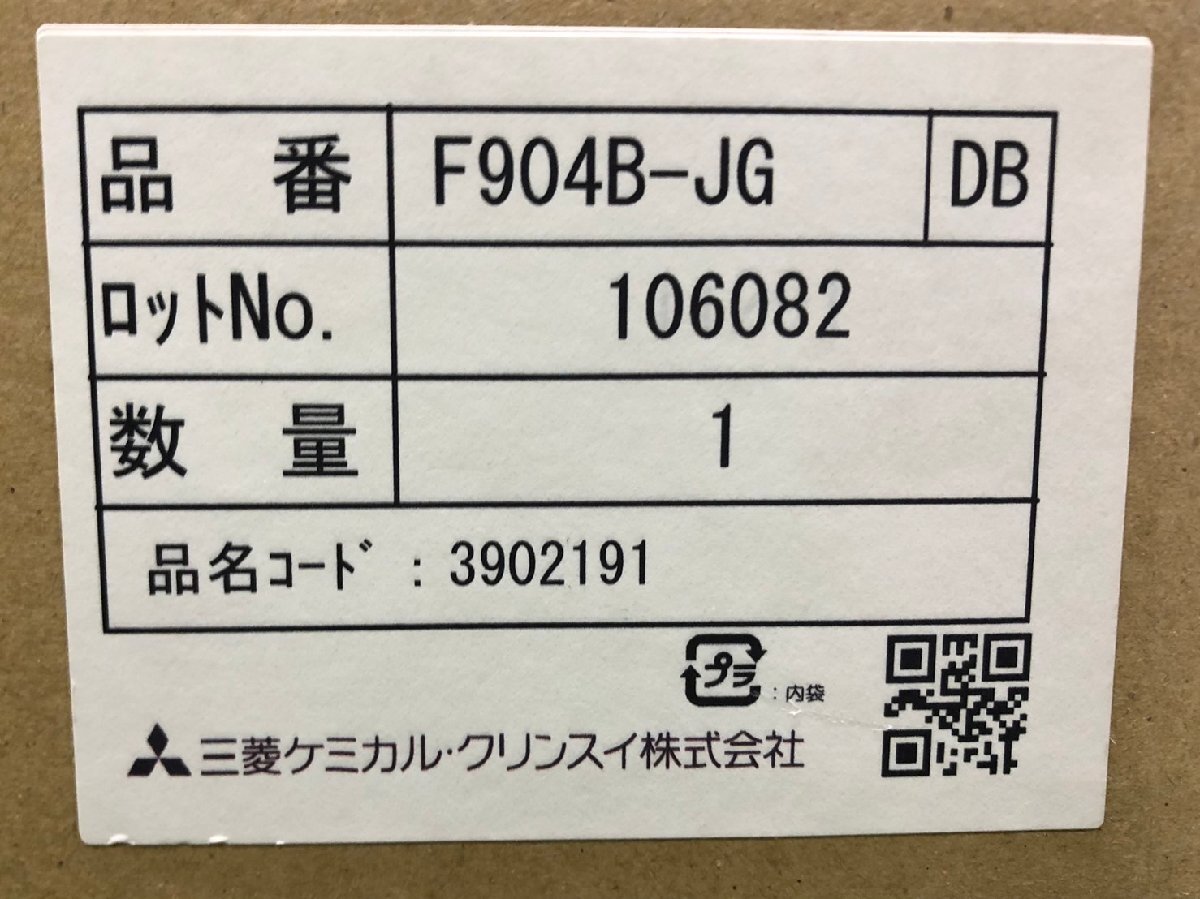 品番 F904B-JG DB
ロットNo. 106082
数量 1
品名コード : 3902191
プラ : 内袋
三菱ケミカル・クリンスイ株式会社